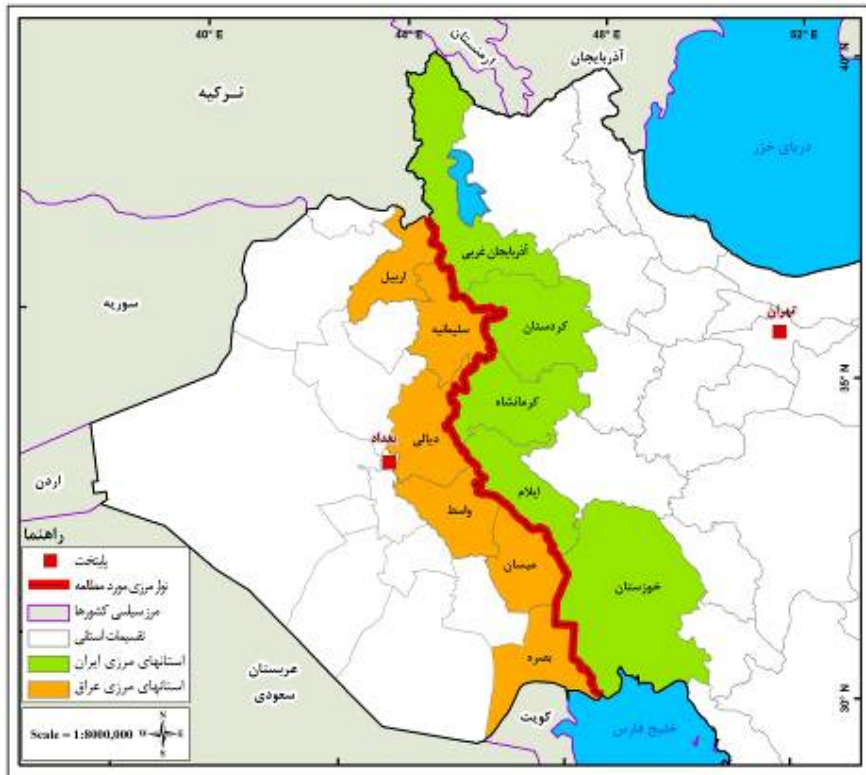 40° E
44° E
48° E
52° E
ارمنستان
آذربایجان
40° N
ترکیه
دریای خزر
آذربایجان غربی
اربیل
سوریه
سلیمانیه
کردستان
تهران
35° N
کرمانشاه
دیالی
بغداد
ایلام
اردن
واسط
میسان
خوزستان
بصره
عربستان
سعودی
کویت
خلیج فارس
30° N
راهنما
پایتخت
نوار مرزی مورد مطالعه
مرز سیاسی کشورها
تقسیمات استانی
استانهای مرزی ایران
استانهای مرزی عراق
Scale = 1:8000,000
N
W E
S